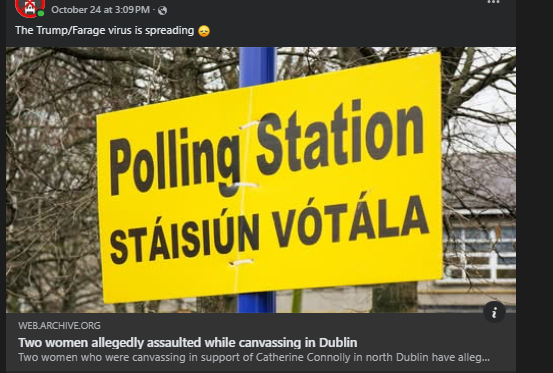 October 24 at 3:09 PM ·
The Trump/Farage virus is spreading 😞
Polling Station
STÁISIÚN VÓTÁLA
i
WEB.ARCHIVE.ORG
Two women allegedly assaulted while canvassing in Dublin
Two women who were canvassing in support of Catherine Connolly in north Dublin have alleg...